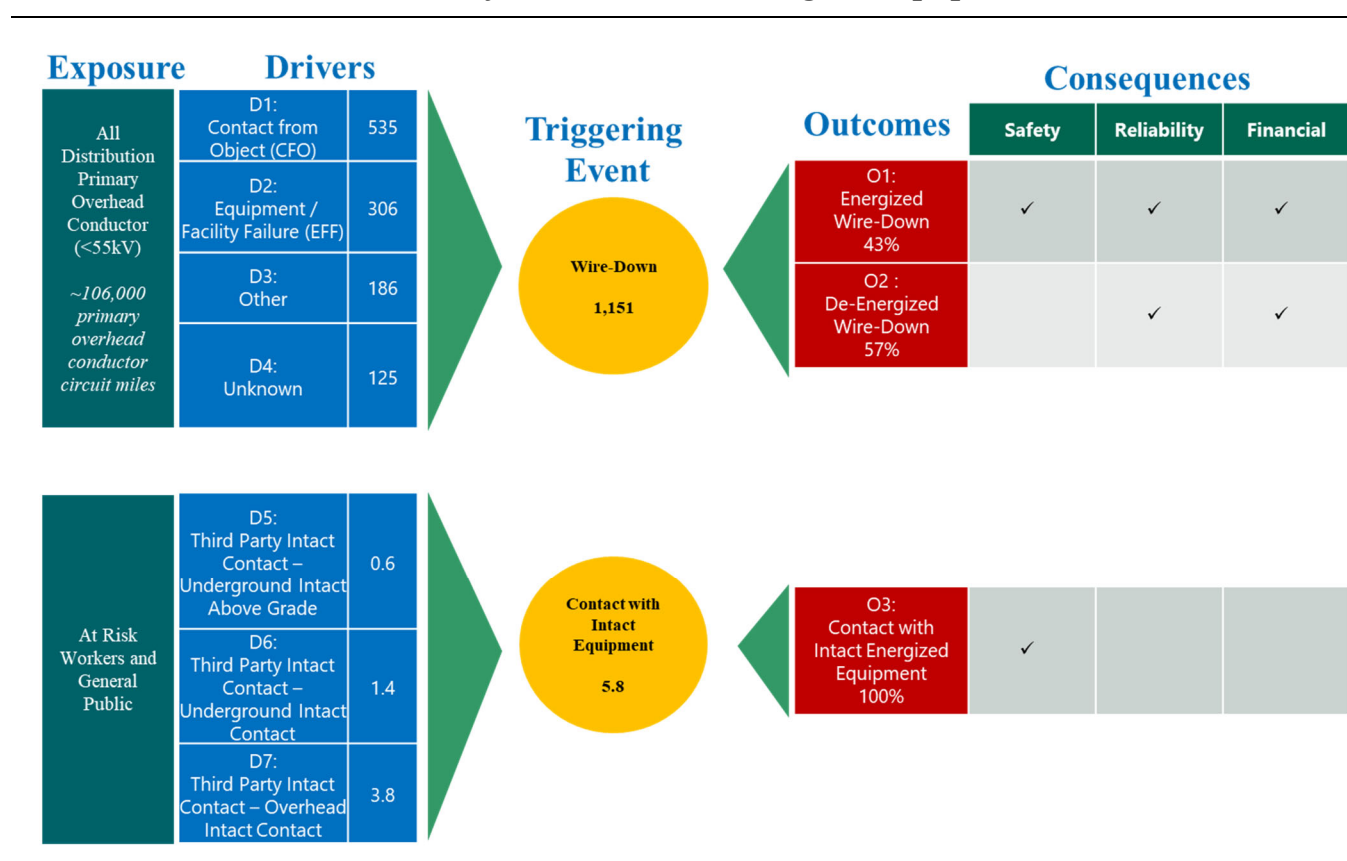 Exposure
Drivers
All
Distribution
Primary
Overhead
Conductor
(<55kV)
~106,000
primary
overhead
conductor
circuit miles
D1:
Contact from
Object (CFO)
535
D2:
Equipment /
Facility Failure (EFF)
306
D3:
Other
186
D4:
Unknown
125
Triggering
Event
Wire-Down
1,151
Outcomes
Consequences
Safety
Reliability
Financial
O1:
Energized
Wire-Down
43%
✓
✓
✓
O2 :
De-Energized
Wire-Down
57%
✓
✓
At Risk
Workers and
General
Public
D5:
Third Party Intact
Contact –
Underground Intact
Above Grade
0.6
D6:
Third Party Intact
Contact –
Underground Intact
Contact
1.4
D7:
Third Party Intact
Contact – Overhead
Intact Contact
3.8
Contact with
Intact
Equipment
5.8
O3:
Contact with
Intact Energized
Equipment
100%
✓